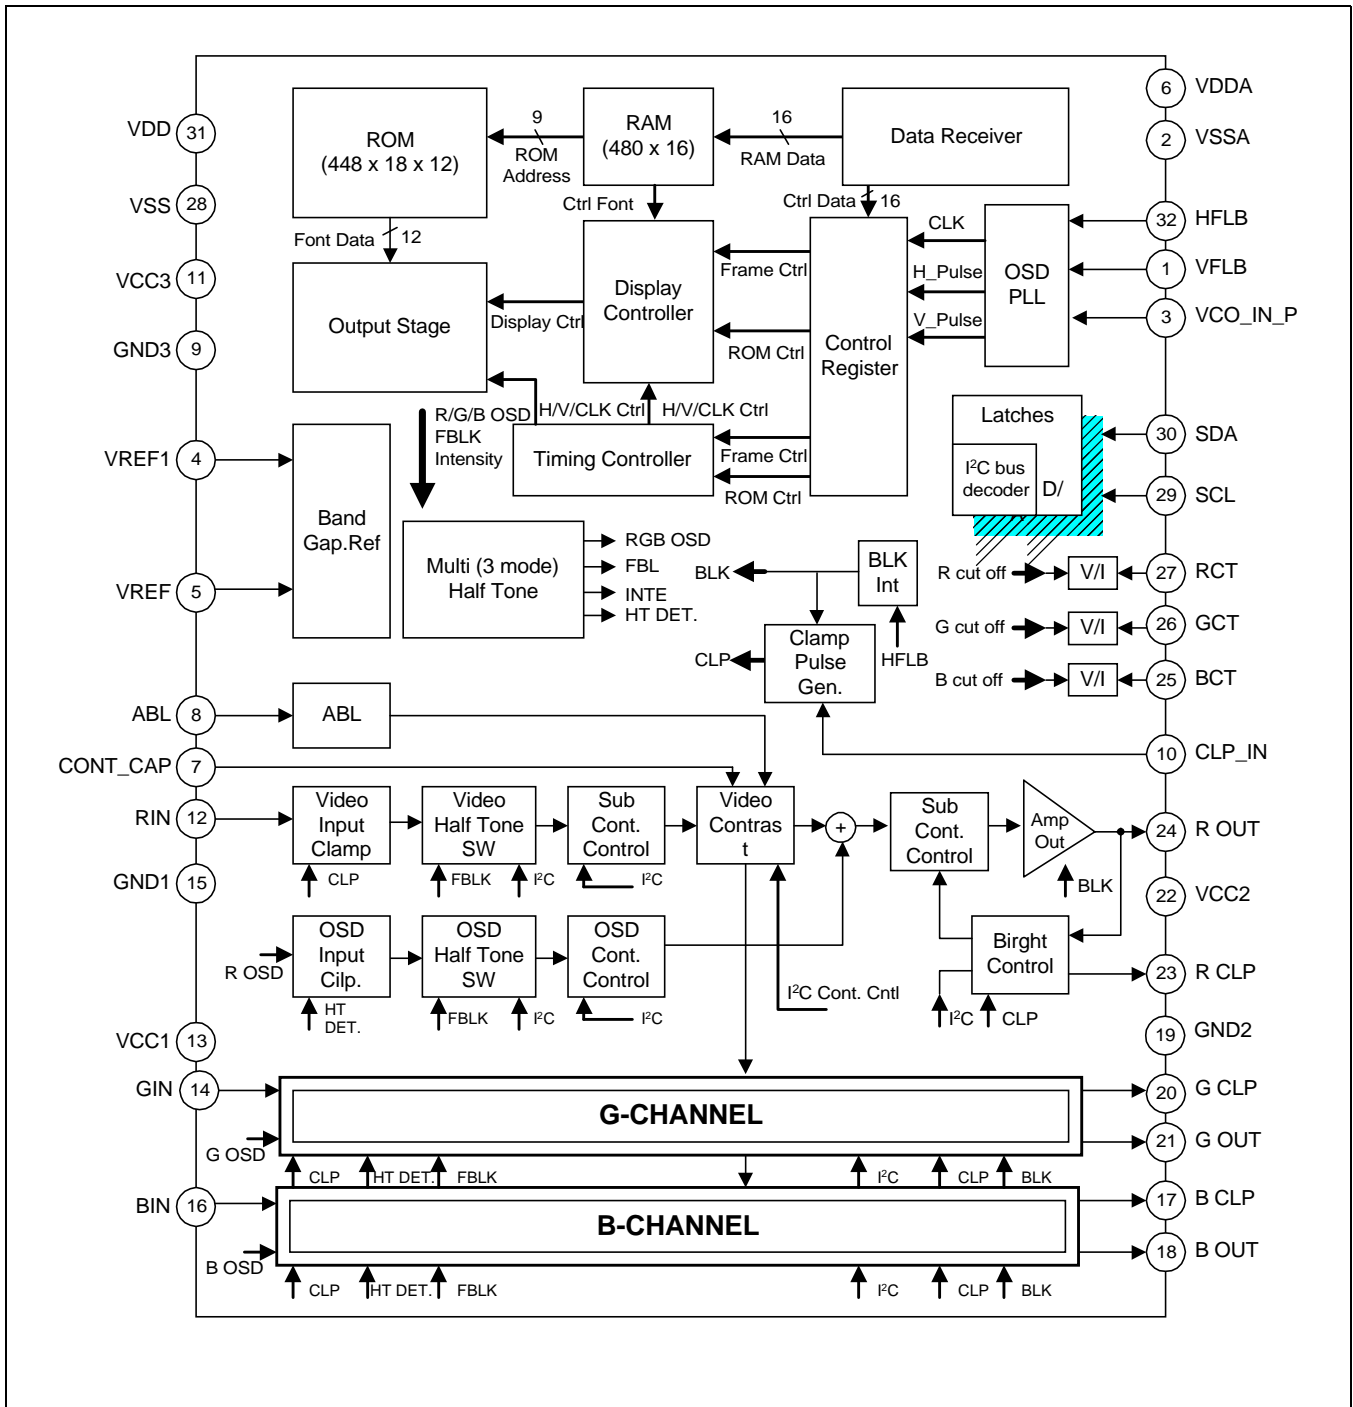 VDD
31
VSS
28
VCC3
11
GND3
9
VREF1
4
VREF
5
ABL
8
CONT_CAP
7
RIN
12
GND1
15
VCC1
13
GIN
14
BIN
16
6
VDDA
2
VSSA
32
HFLB
1
VFLB
3
VCO_IN_P
30
SDA
29
SCL
27
RCT
26
GCT
25
BCT
10
CLP_IN
24
R OUT
22
VCC2
23
R CLP
19
GND2
20
G CLP
21
G OUT
17
B CLP
18
B OUT
ROM
(448 x 18 x 12)
9
ROM
Address
RAM
(480 x 16)
16
RAM Data
Data Receiver
Ctrl Font
Ctrl Data
16
Font Data
12
Output Stage
Display Ctrl
Display
Controller
Frame Ctrl
ROM Ctrl
Control
Register
CLK
H_Pulse
V_Pulse
OSD
PLL
H/V/CLK Ctrl
H/V/CLK Ctrl
Timing Controller
Frame Ctrl
ROM Ctrl
R/G/B OSD
FBLK
Intensity
Latches
I²C bus
decoder
D/
Band
Gap.Ref
Multi (3 mode)
Half Tone
RGB OSD
FBL
INTE
HT DET.
BLK
BLK
Int
HFLB
CLP
Clamp
Pulse
Gen.
R cut off
V/I
G cut off
V/I
B cut off
V/I
ABL
Video
Input
Clamp
CLP
Video
Half Tone
SW
FBLK
I²C
Sub
Cont.
Control
I²C
Video
Contras
t
+
Sub
Cont.
Control
Amp
Out
BLK
R OSD
OSD
Input
Cilp.
HT
DET.
OSD
Half Tone
SW
FBLK
I²C
OSD
Cont.
Control
I²C
I²C Cont. Cntl
Birght
Control
I²C
CLP
G-CHANNEL
G OSD
CLP
HT DET.
FBLK
I²C
CLP
BLK
B-CHANNEL
B OSD
CLP
HT DET.
FBLK
I²C
CLP
BLK